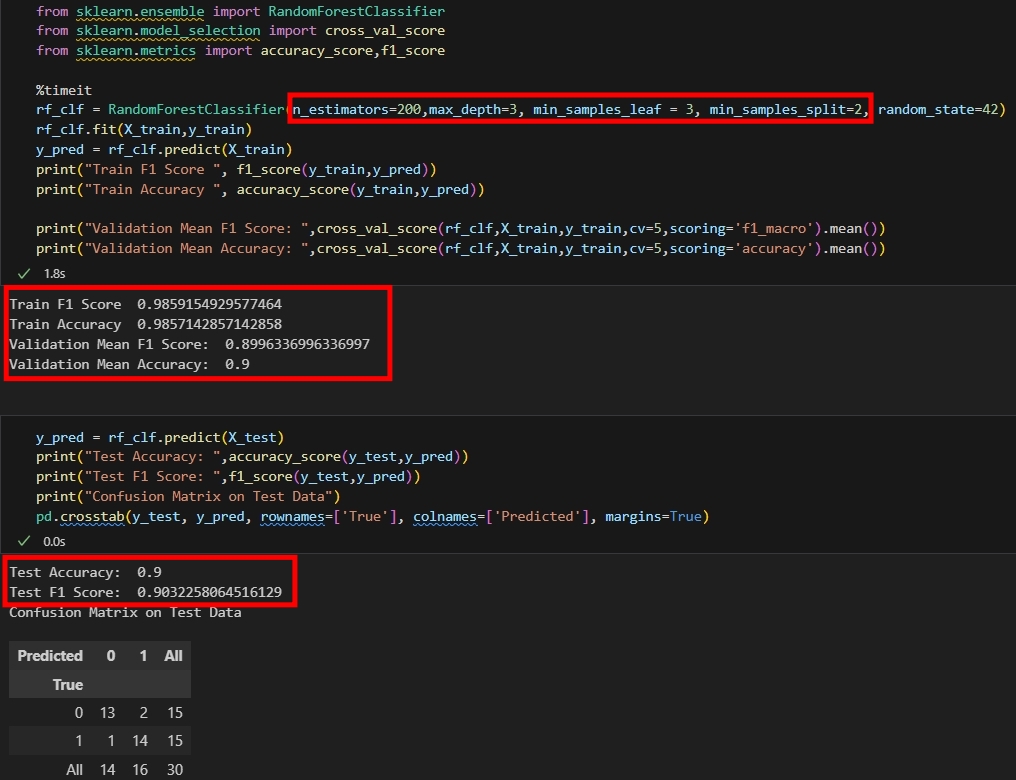 from sklearn.ensemble import RandomForestClassifier
from sklearn.model_selection import cross_val_score
from sklearn.metrics import accuracy_score,f1_score
%timeit
rf_clf = RandomForestClassifier(n_estimators=200,max_depth=3, min_samples_leaf = 3, min_samples_split=2, random_state=42)
rf_clf.fit(X_train,y_train)
y_pred = rf_clf.predict(X_train)
print("Train F1 Score ", f1_score(y_train,y_pred))
print("Train Accuracy ", accuracy_score(y_train,y_pred))
print("Validation Mean F1 Score: ",cross_val_score(rf_clf,X_train,y_train,cv=5,scoring='f1_macro').mean())
print("Validation Mean Accuracy: ",cross_val_score(rf_clf,X_train,y_train,cv=5,scoring='accuracy').mean())
1.8s
Train F1 Score  0.9859154929577464
Train Accuracy  0.9857142857142858
Validation Mean F1 Score:  0.8996336996336997
Validation Mean Accuracy:  0.9
y_pred = rf_clf.predict(X_test)
print("Test Accuracy: ",accuracy_score(y_test,y_pred))
print("Test F1 Score: ",f1_score(y_test,y_pred))
print("Confusion Matrix on Test Data")
pd.crosstab(y_test, y_pred, rownames=['True'], colnames=['Predicted'], margins=True)
0.0s
Test Accuracy:  0.9
Test F1 Score:  0.9032258064516129
Confusion Matrix on Test Data
Predicted 0 1 All
True
0 13 2 15
1 1 14 15
All 14 16 30